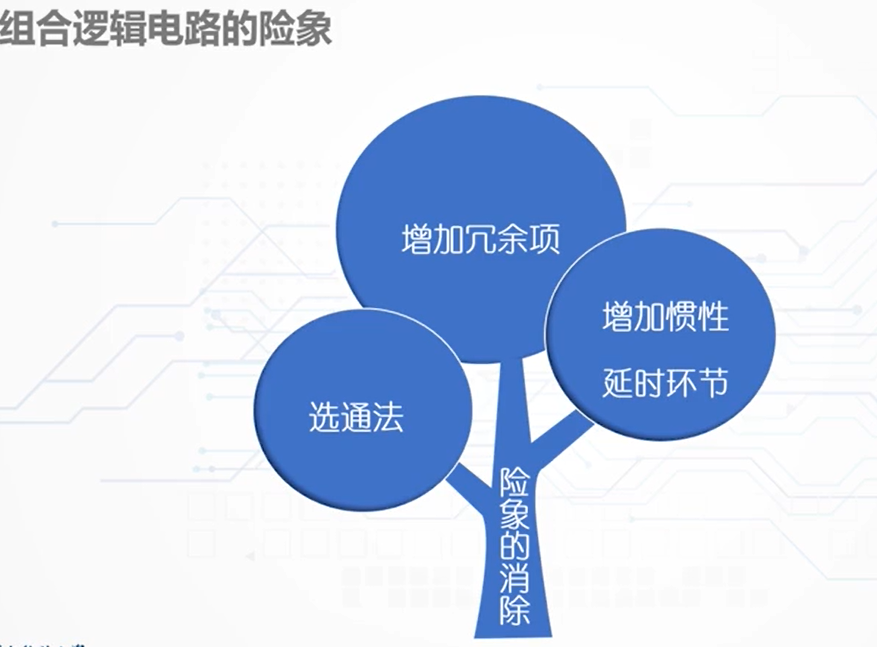 组合逻辑电路的险象
增加冗余项
增加惯性
延时环节
选通法
险象的消除